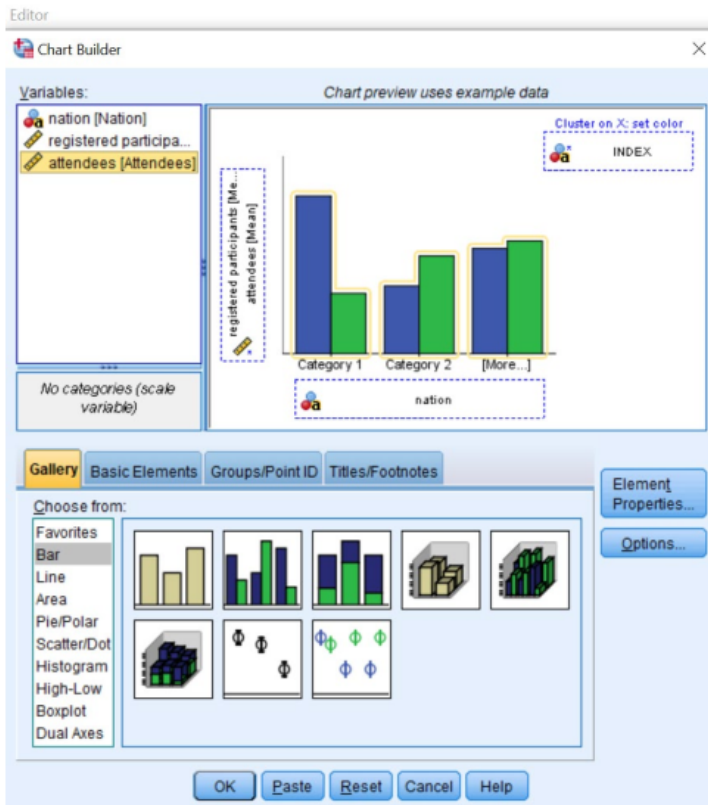 Editor
Chart Builder
Variables:
Chart preview uses example data
nation [Nation]
registered participa...
attendees [Attendees]
No categories (scale
variable)
Cluster on X: set color
INDEX
registered participants [Me...
attendees [Mean]
Category 1
Category 2
[More...]
nation
Gallery
Basic Elements
Groups/Point ID
Titles/Footnotes
Choose from:
Favorites
Bar
Line
Area
Pie/Polar
Scatter/Dot
Histogram
High-Low
Boxplot
Dual Axes
Element
Properties...
Options...
OK
Paste
Reset
Cancel
Help